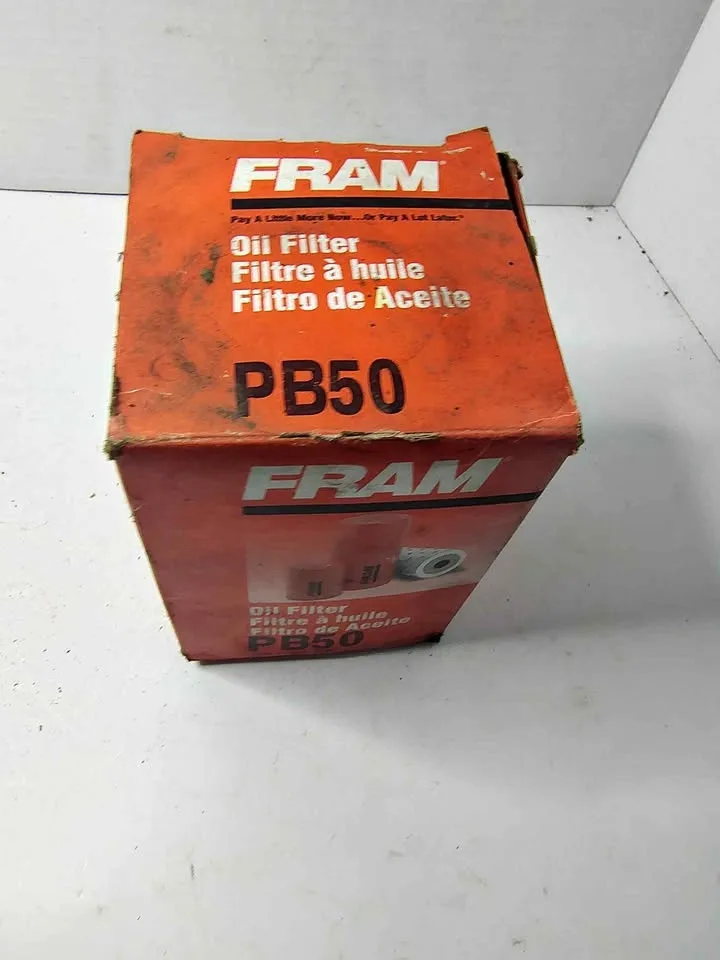 FRAM
Pay A Little More Now...Or Pay A Lot Later.®
Oil Filter
Filtre à huile
Filtro de Aceite
PB50
FRAM®
FRAM
Oil Filter
Filtre à huile
Filtro de Aceite
PB50